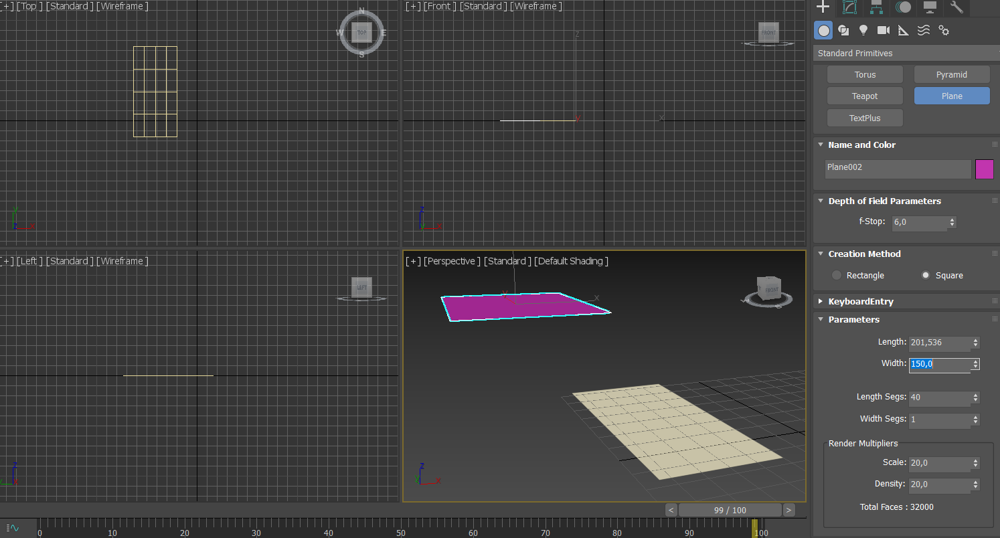 [+] [Top ] [Standard ] [Wireframe ]
N
W TOP E
S
y
z x
[+] [Front ] [Standard ] [Wireframe ]
z
FRONT
y x
z
y x
[+] [Left ] [Standard ] [Wireframe ]
LEFT
z
y x
[+] [Perspective ] [Standard ] [Default Shading ]
y x
FRONT
W S
z
y x
Standard Primitives
Torus Pyramid
Teapot Plane
TextPlus
Name and Color
Plane002
Depth of Field Parameters
f-Stop: 6,0
Creation Method
Rectangle Square
KeyboardEntry
Parameters
Length: 201,536
Width: 150,0
Length Segs: 40
Width Segs: 1
Render Multipliers
Scale: 20,0
Density: 20,0
Total Faces : 32000
< 99 / 100 >
0 10 20 30 40 50 60 70 80 90 100